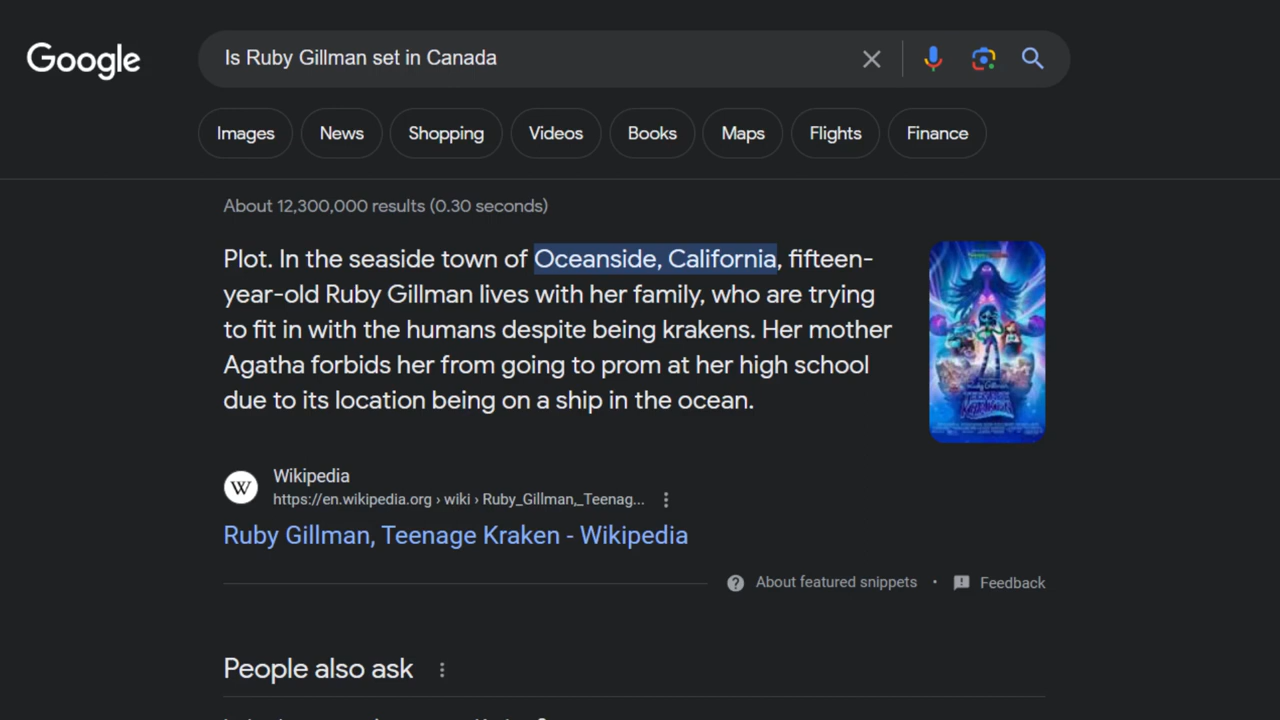 Google
Is Ruby Gillman set in Canada
Images News Shopping Videos Books Maps Flights Finance
About 12,300,000 results (0.30 seconds)
Plot. In the seaside town of Oceanside, California, fifteen-
year-old Ruby Gillman lives with her family, who are trying
to fit in with the humans despite being krakens. Her mother
Agatha forbids her from going to prom at her high school
due to its location being on a ship in the ocean.
W
Wikipedia
https://en.wikipedia.org › wiki › Ruby_Gillman,_Teenag...
Ruby Gillman, Teenage Kraken - Wikipedia
About featured snippets • Feedback
People also ask